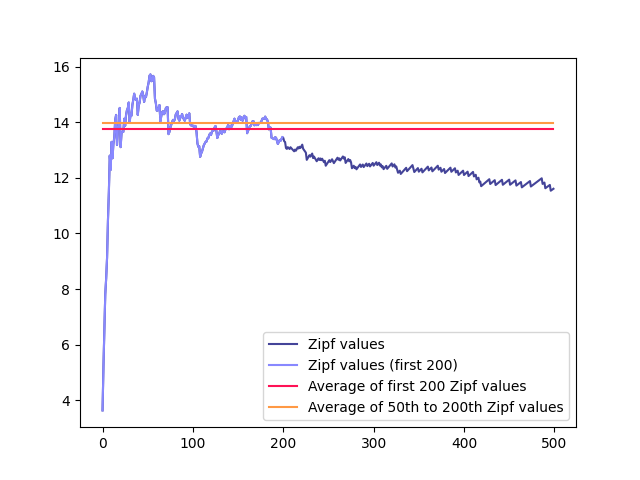 16
14
12
10
8
6
4
0 100 200 300 400 500
Zipf values
Zipf values (first 200)
Average of first 200 Zipf values
Average of 50th to 200th Zipf values